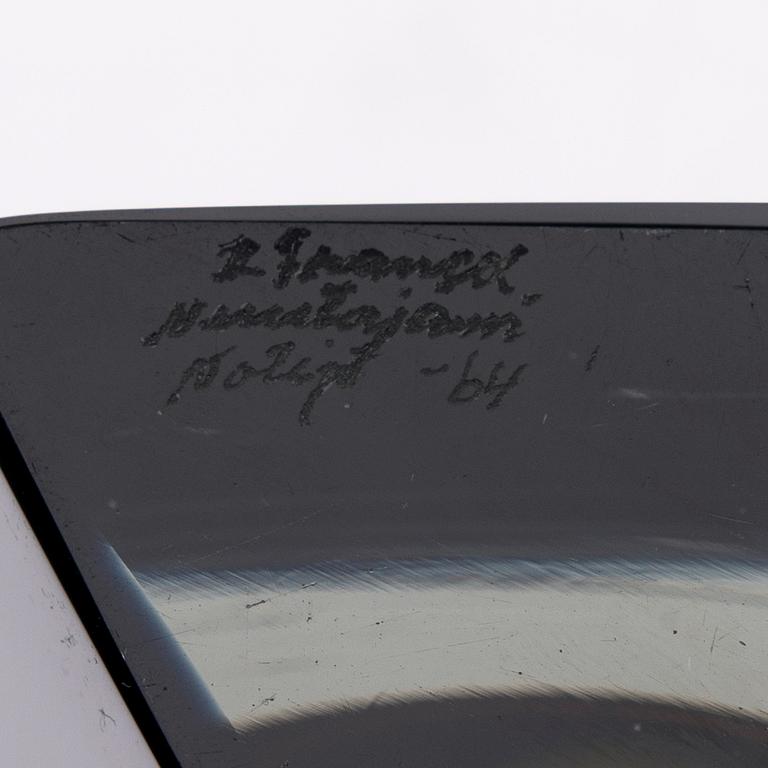 K Franck.
Nuutajärvi
Notsjö -64